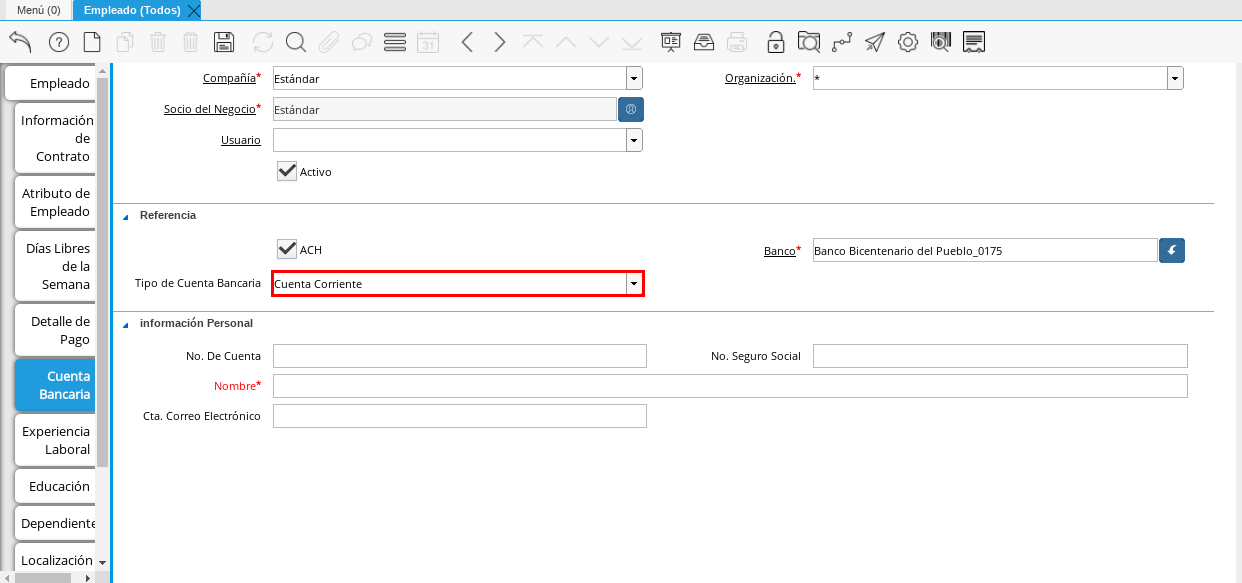 Menú (0)
Empleado (Todos)
?
31
Empleado
Información
de
Contrato
Atributo de
Empleado
Días Libres
de la
Semana
Detalle de
Pago
Cuenta
Bancaria
Experiencia
Laboral
Educación
Dependiente
Localización
Compañía* Estándar
Organización.* *
Socio del Negocio* Estándar
Usuario
Activo
Referencia
ACH
Banco* Banco Bicentenario del Pueblo_0175
Tipo de Cuenta Bancaria Cuenta Corriente
información Personal
No. De Cuenta
No. Seguro Social
Nombre*
Cta. Correo Electrónico